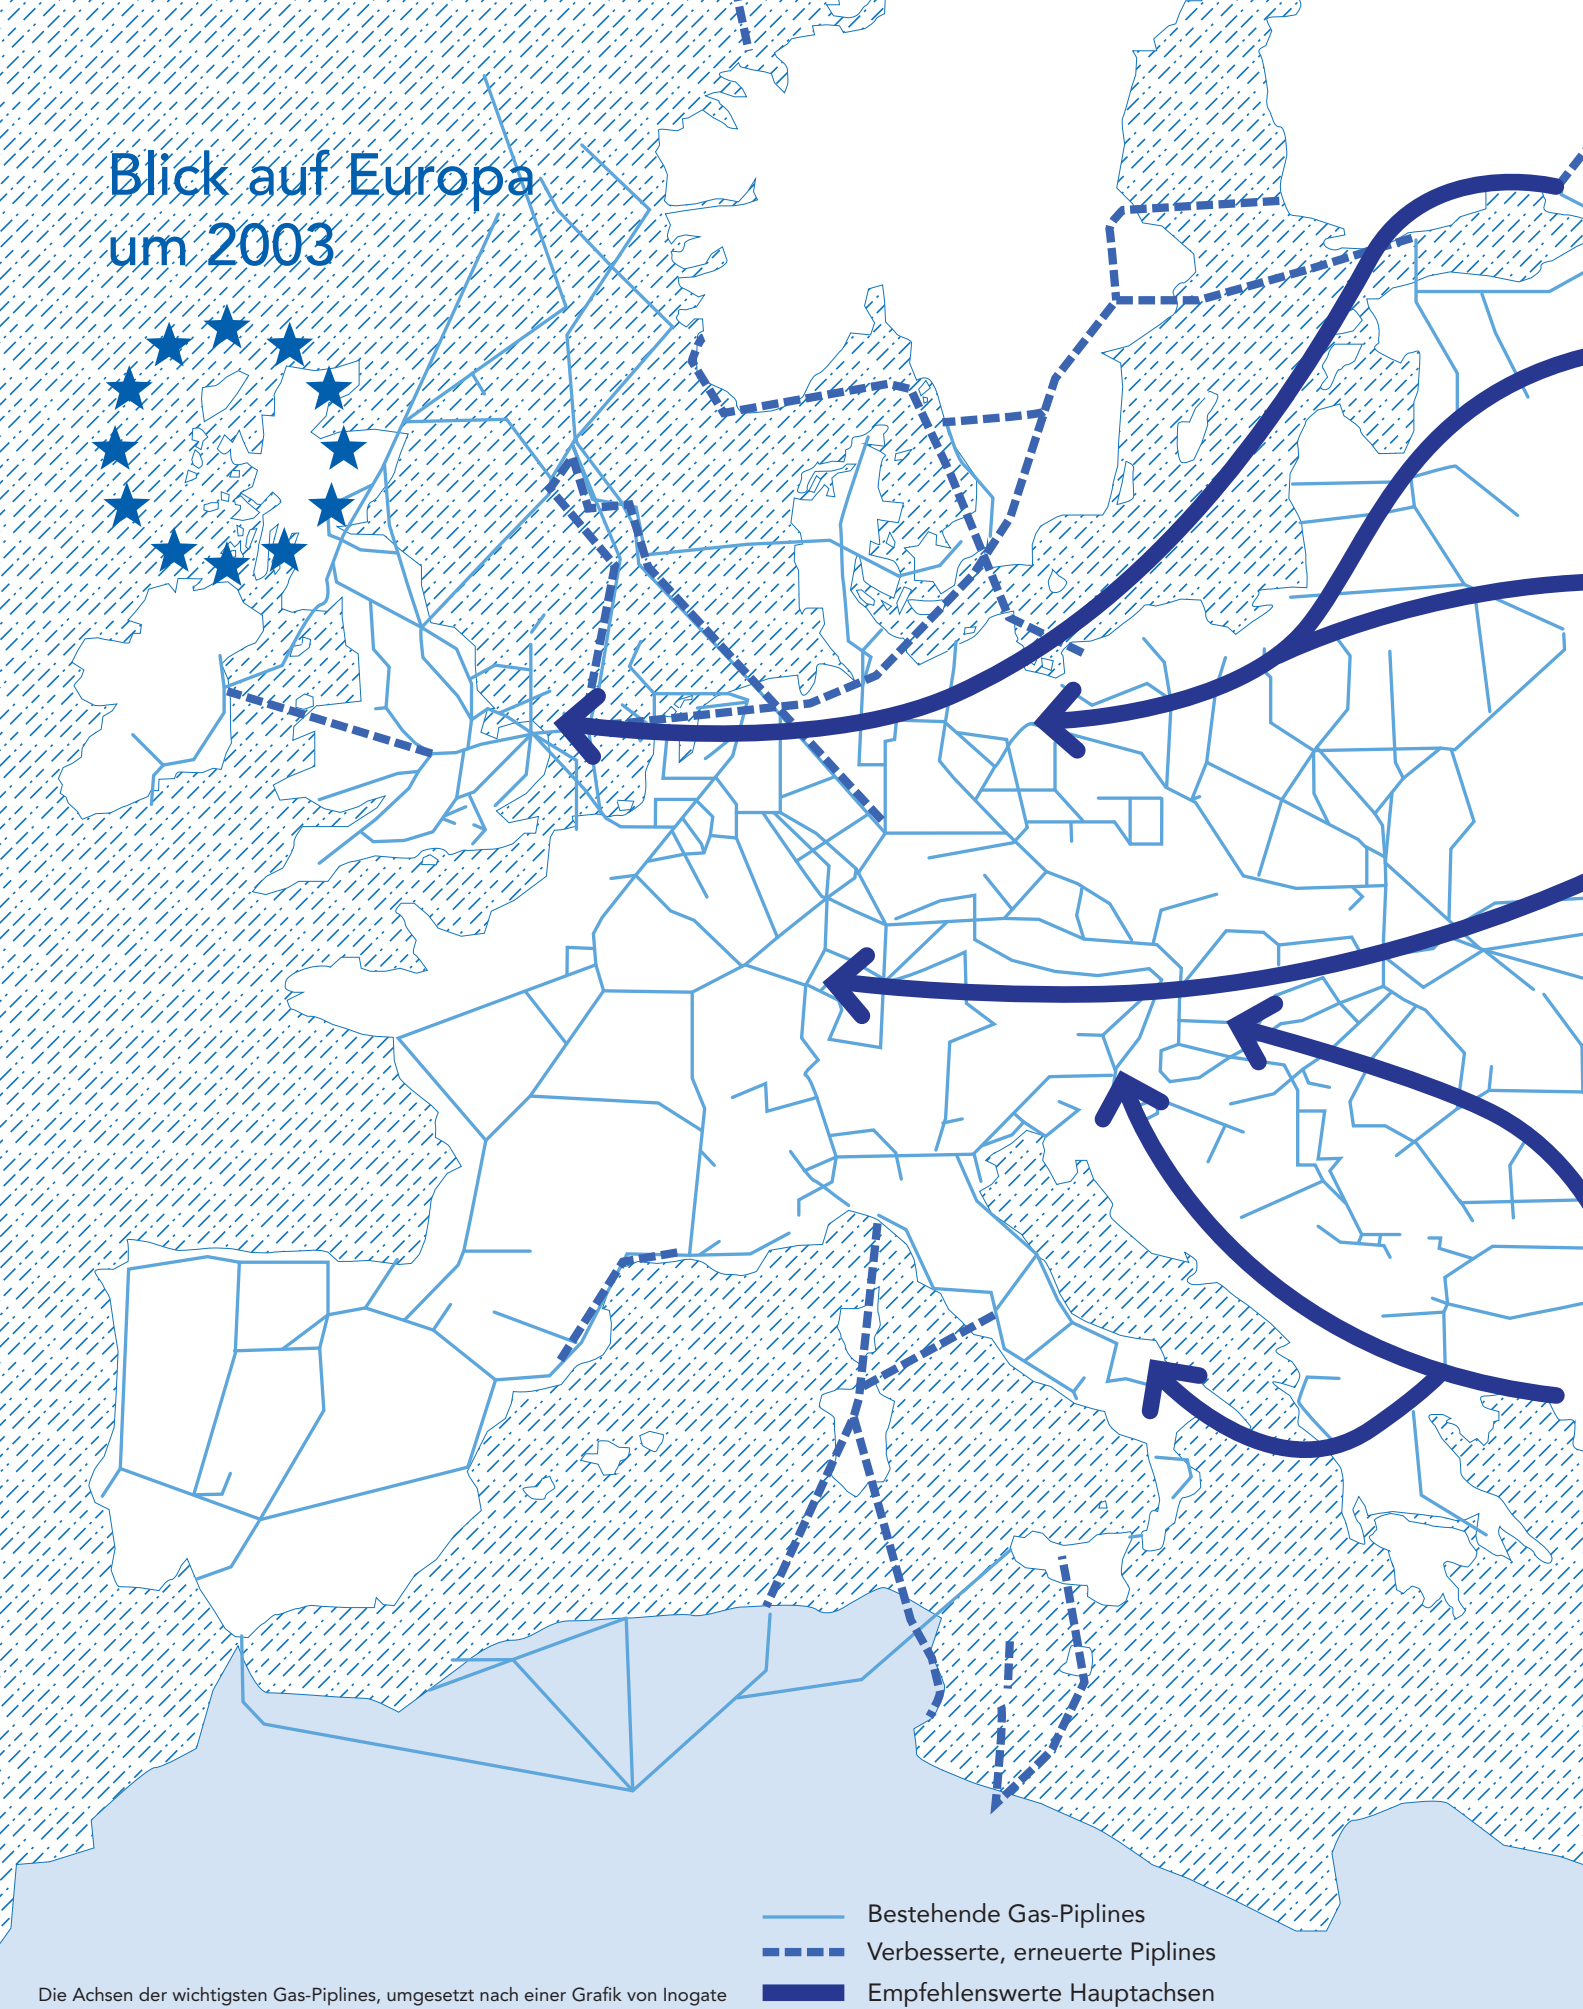 Blick auf Europa
um 2003
Bestehende Gas-Piplines
Verbesserte, erneuerte Piplines
Empfehlenswerte Hauptachsen
Die Achsen der wichtigsten Gas-Piplines, umgesetzt nach einer Grafik von Inogate